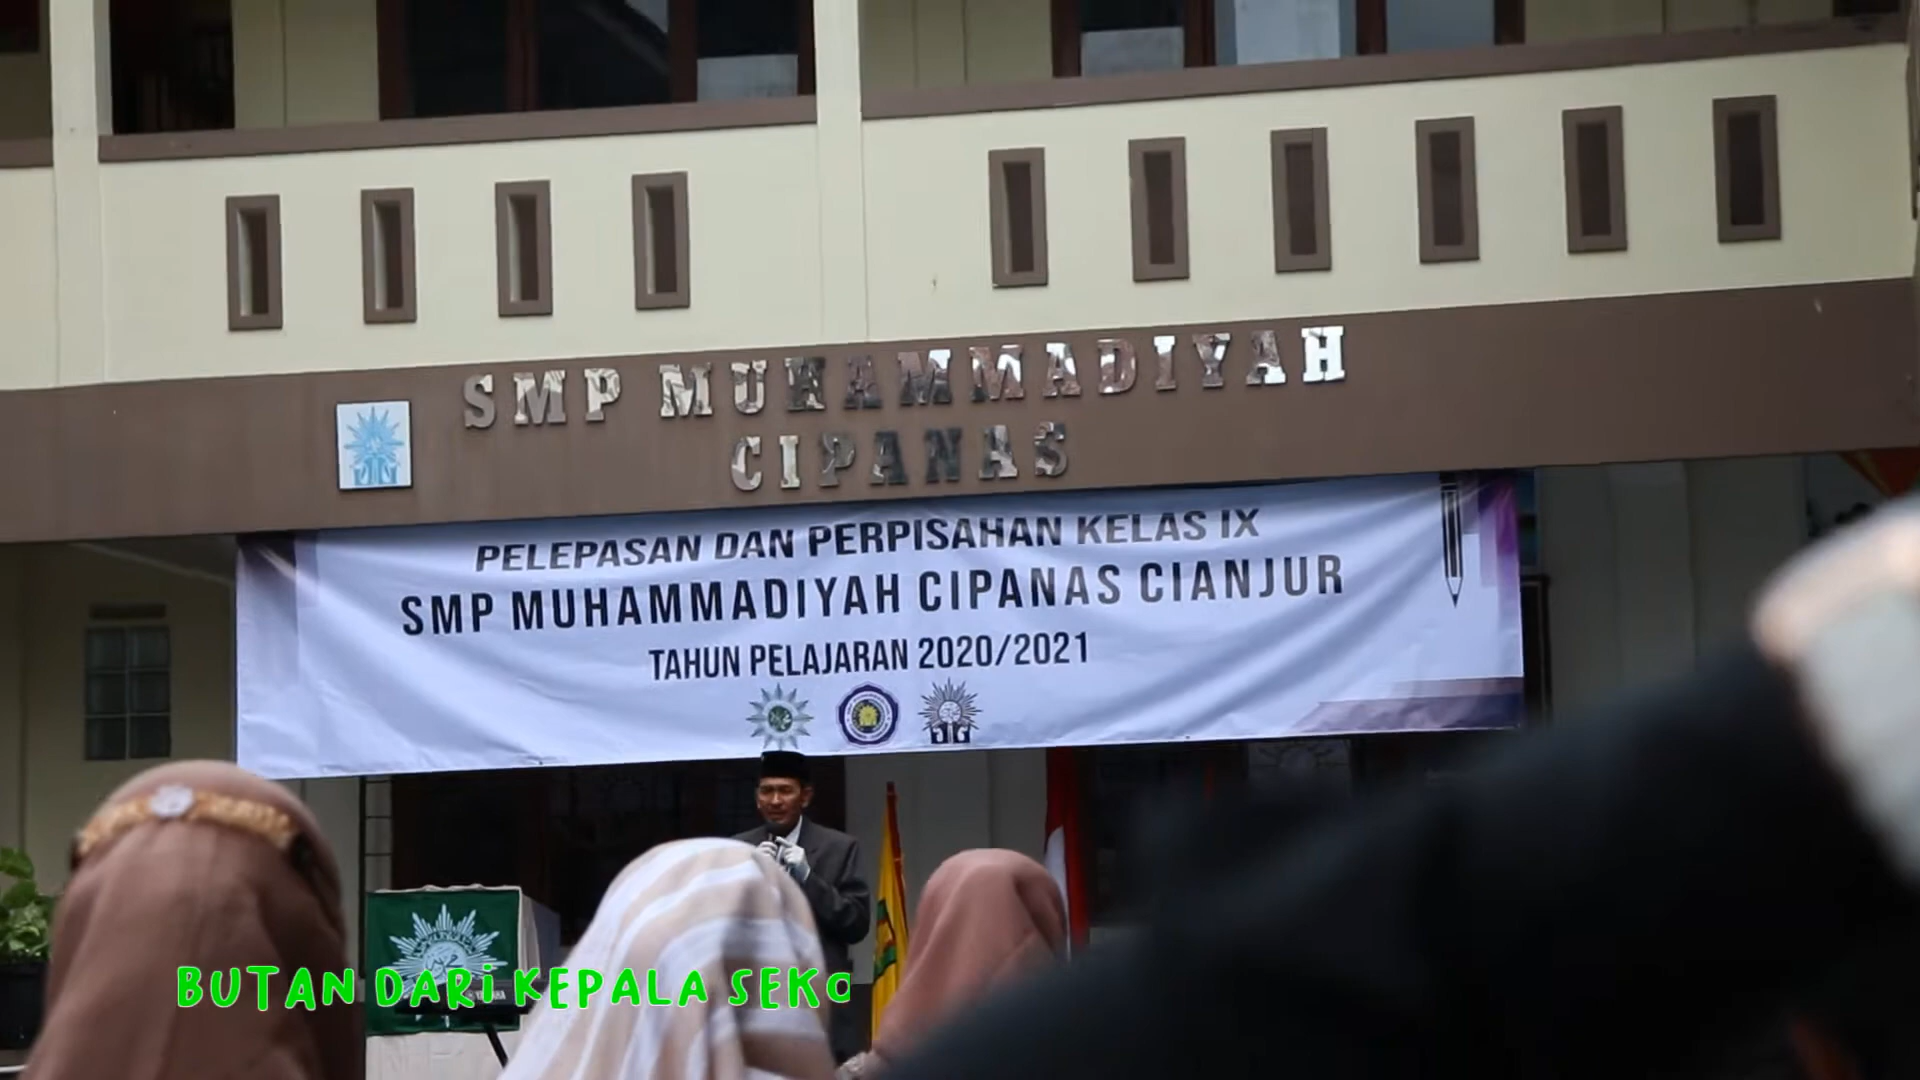 SMP MUHAMMADIYAH
CIPANAS
PELEPASAN DAN PERPISAHAN KELAS IX
SMP MUHAMMADIYAH CIPANAS CIANJUR
TAHUN PELAJARAN 2020/2021
BUTAN DARI KEPALA SEKO